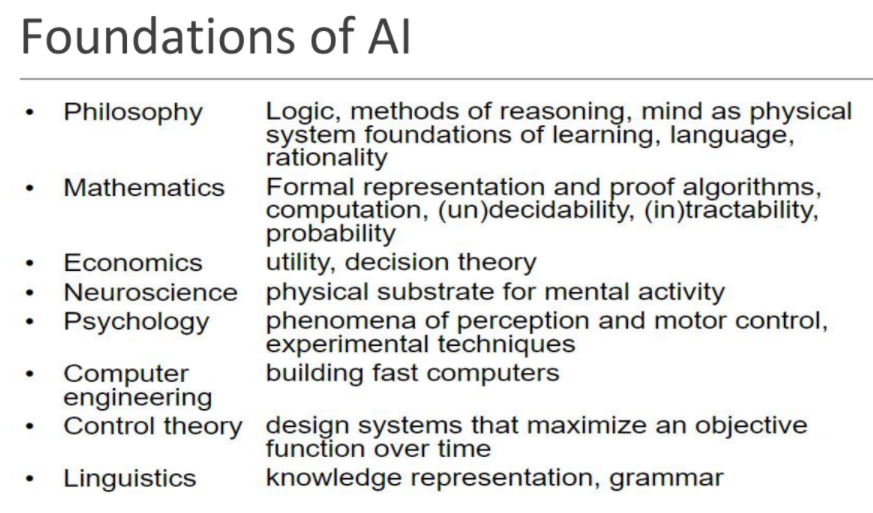 Foundations of AI
• Philosophy Logic, methods of reasoning, mind as physical
system foundations of learning, language,
rationality
• Mathematics Formal representation and proof algorithms,
computation, (un)decidability, (in)tractability,
probability
• Economics utility, decision theory
• Neuroscience physical substrate for mental activity
• Psychology phenomena of perception and motor control,
experimental techniques
• Computer building fast computers
engineering
• Control theory design systems that maximize an objective
function over time
• Linguistics knowledge representation, grammar